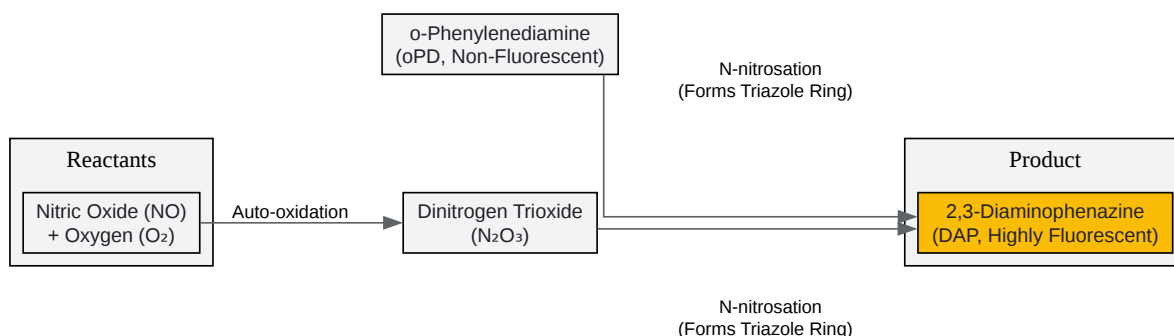 o-Phenylenediamine
(oPD, Non-Fluorescent)
N-nitrosation
(Forms Triazole Ring)
Reactants
Nitric Oxide (NO)
+ Oxygen (O₂)
Auto-oxidation
Dinitrogen Trioxide
(N₂O₃)
Product
2,3-Diaminophenazine
(DAP, Highly Fluorescent)
N-nitrosation
(Forms Triazole Ring)